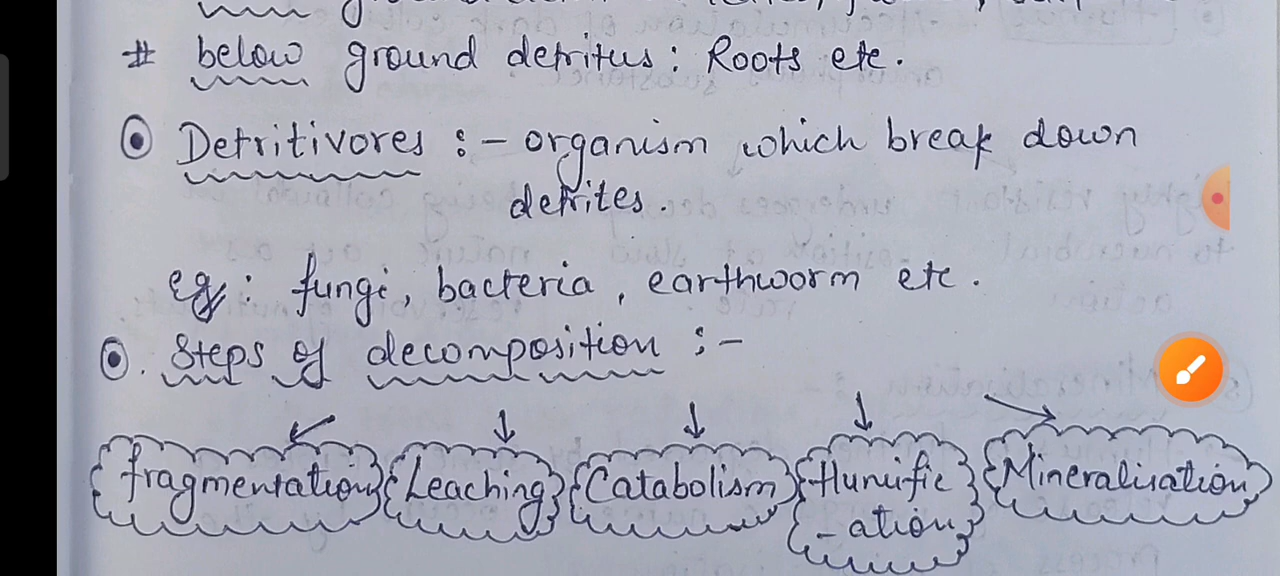 # below ground detritus : Roots etc.
Detritivores :- organism which break down
detrites.
eg : fungi, bacteria, earthworm etc.
Steps of decomposition :-
fragmentation Leaching Catabolism Humific Mineralisation
-ation